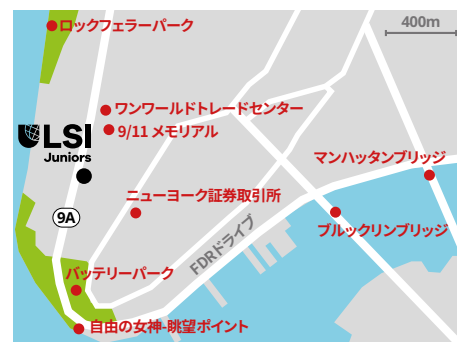 400m
ロックフェラーパーク
ワンワールドトレードセンター
9/11 メモリアル
LSI
Juniors
マンハッタンブリッジ
ニューヨーク証券取引所
9A
ブルックリンブリッジ
FDRドライブ
バッテリーパーク
自由の女神-眺望ポイント